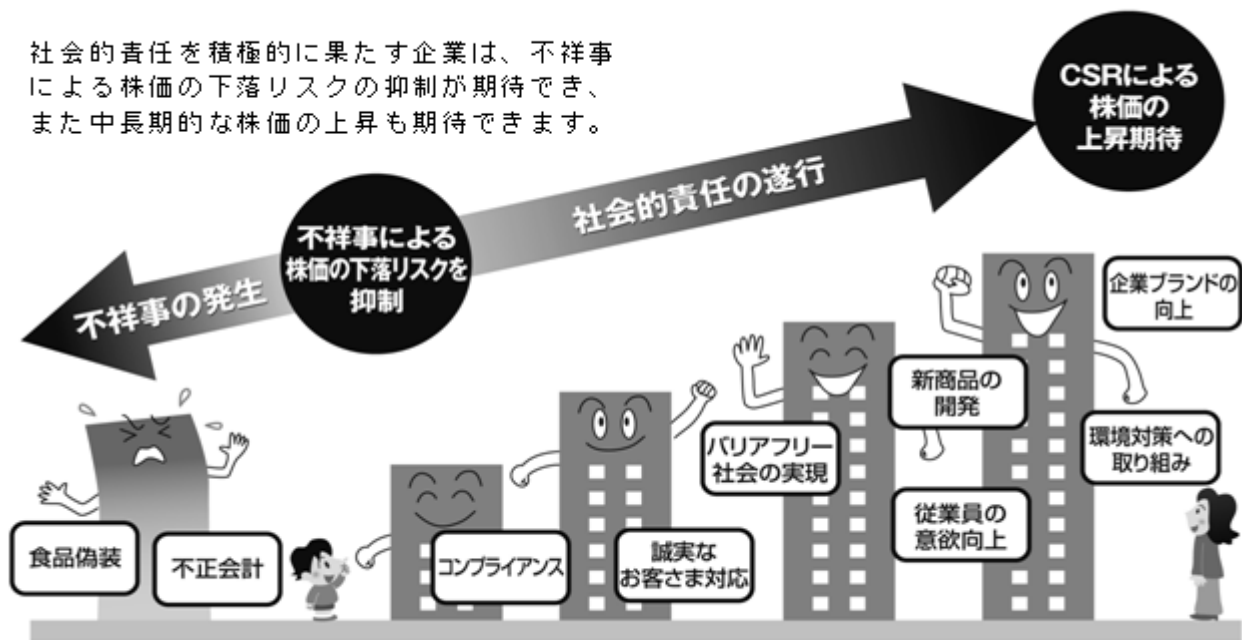 社会的責任を積極的に果たす企業は、不祥事
による株価の下落リスクの抑制が期待でき、
また中長期的な株価の上昇も期待できます。
CSRによる
株価の
上昇期待
社会的責任の遂行
不祥事による
株価の下落リスクを
抑制
不祥事の発生
企業ブランドの
向上
新商品の
開発
環境対策への
取り組み
バリアフリー
社会の実現
従業員の
意欲向上
食品偽装
不正会計
コンプライアンス
誠実な
お客さま対応